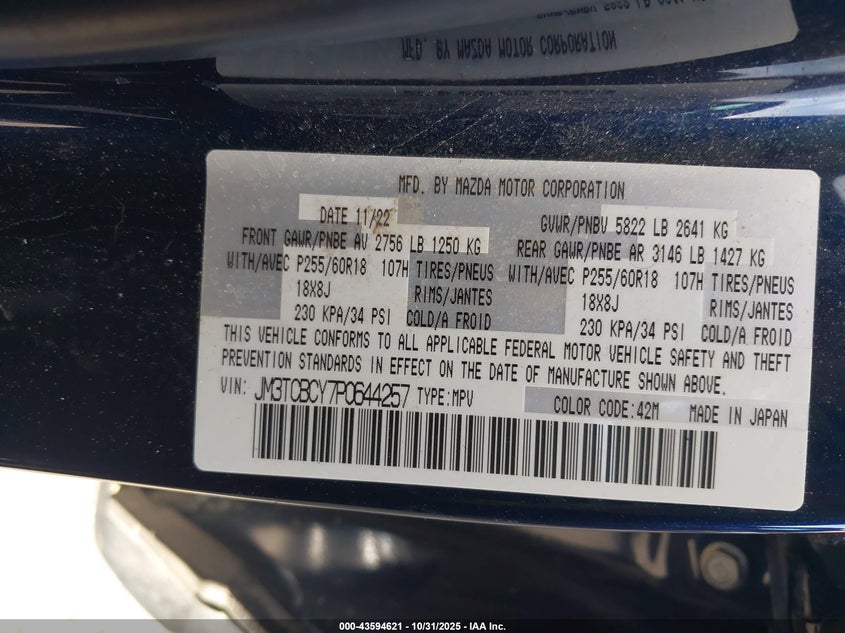 MFD. BY MAZDA MOTOR CORPORATION
DATE 11/22 GVWR/PNBV 5822 LB 2641 KG
FRONT GAWR/PNBE AV 2756 LB 1250 KG REAR GAWR/PNBE AR 3146 LB 1427 KG
WITH/AVEC P255/60R18 107H TIRES/PNEUS WITH/AVEC P255/60R18 107H TIRES/PNEUS
18X8J RIMS/JANTES 18X8J RIMS/JANTES
230 KPA/34 PSI COLD/A FROID 230 KPA/34 PSI COLD/A FROID
THIS VEHICLE CONFORMS TO ALL APPLICABLE FEDERAL MOTOR VEHICLE SAFETY AND THEFT
PREVENTION STANDARDS IN EFFECT ON THE DATE OF MANUFACTURE SHOWN ABOVE.
VIN: JM3TCBCY7P0644257 TYPE:MPV COLOR CODE:42M MADE IN JAPAN
000-43594621 - 10/31/2025 - IAA Inc.